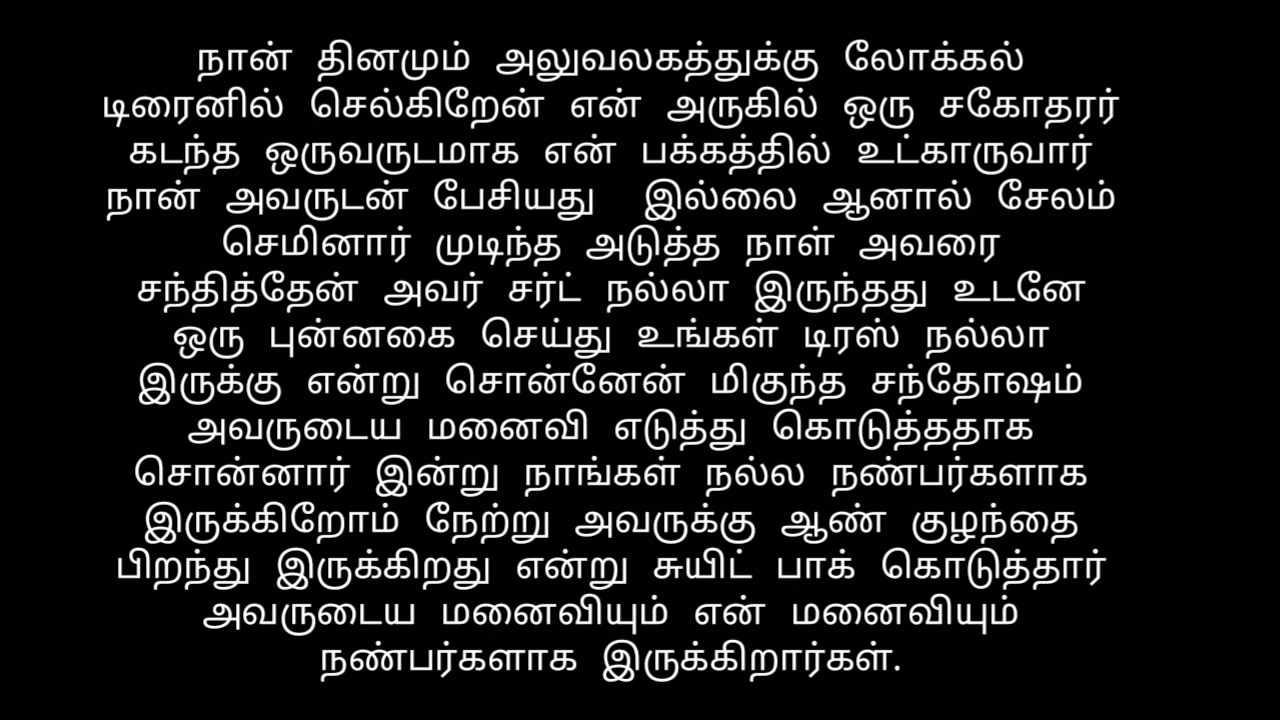 நான் தினமும் அலுவலகத்துக்கு லோக்கல்
டிரைனில் செல்கிறேன் என் அருகில் ஒரு சகோதரர்
கடந்த ஒருவருடமாக என் பக்கத்தில் உட்காருவார்
நான் அவருடன் பேசியது இல்லை ஆனால் சேலம்
செமினார் முடிந்த அடுத்த நாள் அவரை
சந்தித்தேன் அவர் சர்ட் நல்லா இருந்தது உடனே
ஒரு புன்னகை செய்து உங்கள் டிரஸ் நல்லா
இருக்கு என்று சொன்னேன் மிகுந்த சந்தோஷம்
அவருடைய மனைவி எடுத்து கொடுத்ததாக
சொன்னார் இன்று நாங்கள் நல்ல நண்பர்களாக
இருக்கிறோம் நேற்று அவருக்கு ஆண் குழந்தை
பிறந்து இருக்கிறது என்று சுயிட் பாக் கொடுத்தார்
அவருடைய மனைவியும் என் மனைவியும்
நண்பர்களாக இருக்கிறார்கள்.